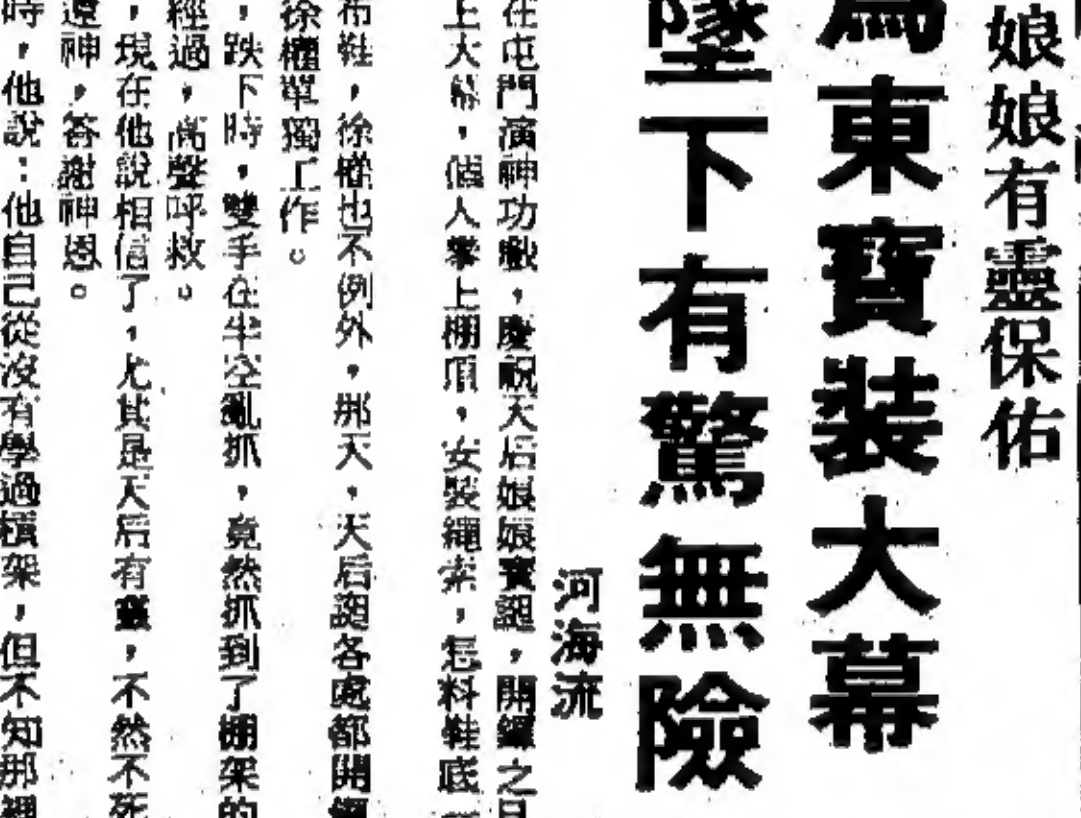 娘娘有靈保佑
爲東寶裝大幕
墜下有驚無險
河海流
在屯門演神功戲，慶祝天后娘娘寶誕，開鑼之日
上大幕，個人攀上棚頂，女裝繩索，怎料鞋底一
布鞋，徐權也不例外，那天，天后誕各處都開鑼
徐權單獨工作。
，跌下時，雙手在半空亂抓，竟然抓到了棚架的
經過，高聲呼救。
，現在他說相信了，尤其是天后有靈，不然不死
還神，答謝神恩。
時，他說：他自己從沒有學過橫架，但不知那裡